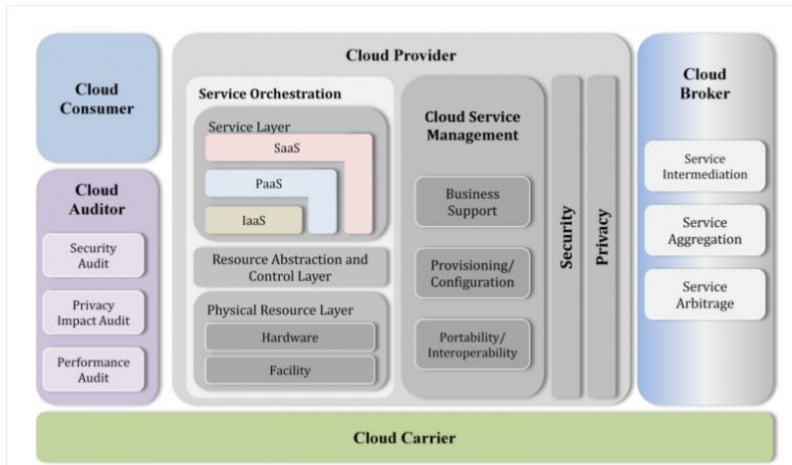 Cloud
Consumer
Cloud
Auditor
Security
Audit
Privacy
Impact Audit
Performance
Audit
Cloud Provider
Service Orchestration
Service Layer
SaaS
PaaS
IaaS
Resource Abstraction and
Control Layer
Physical Resource Layer
Hardware
Facility
Cloud Service
Management
Business
Support
Provisioning/
Configuration
Portability/
Interoperability
Security
Privacy
Cloud
Broker
Service
Intermediation
Service
Aggregation
Service
Arbitrage
Cloud Carrier